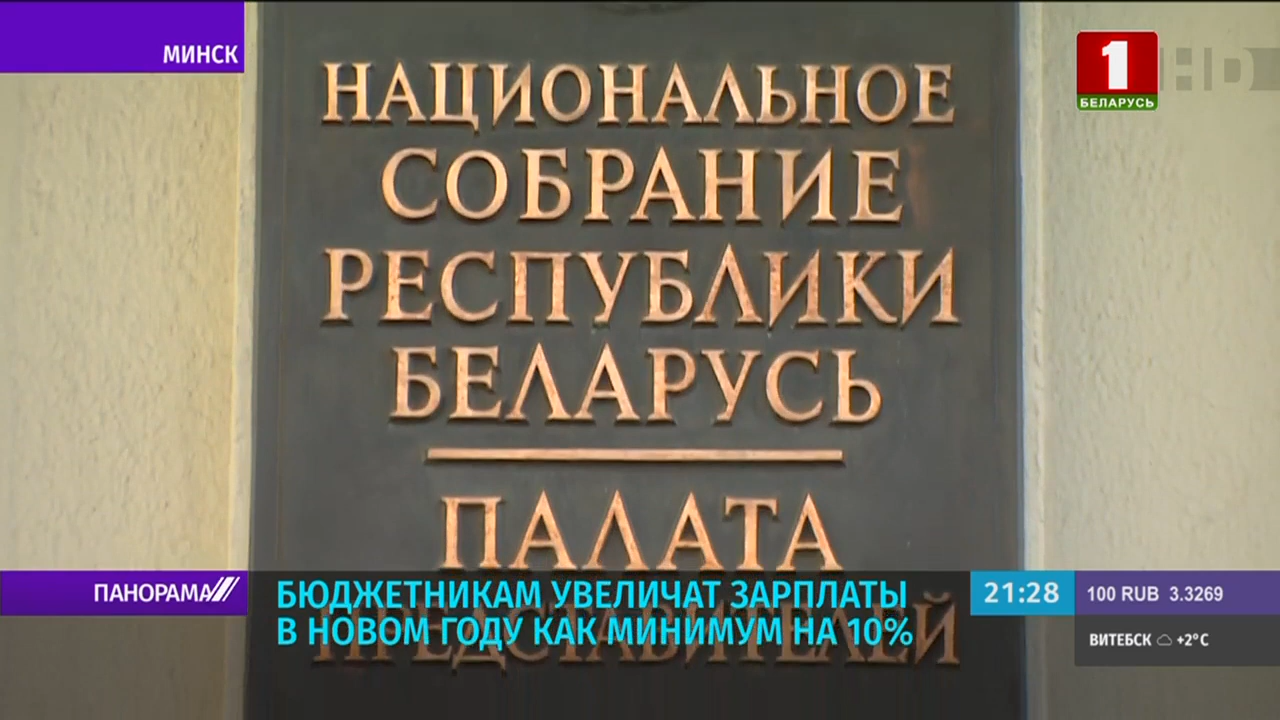 МИНСК
1
HD
БЕЛАРУСЬ
НАЦИОНАЛЬНОЕ
СОБРАНИЕ
РЕСПУБЛИКИ
БЕЛАРУСЬ
ПАЛАТА
ПРЕДСТАВИТЕЛЕЙ
ПАНОРАМА
БЮДЖЕТНИКАМ УВЕЛИЧАТ ЗАРПЛАТЫ
В НОВОМ ГОДУ КАК МИНИМУМ НА 10%
21:28
100 RUB 3.3269
ВИТЕБСК +2°C